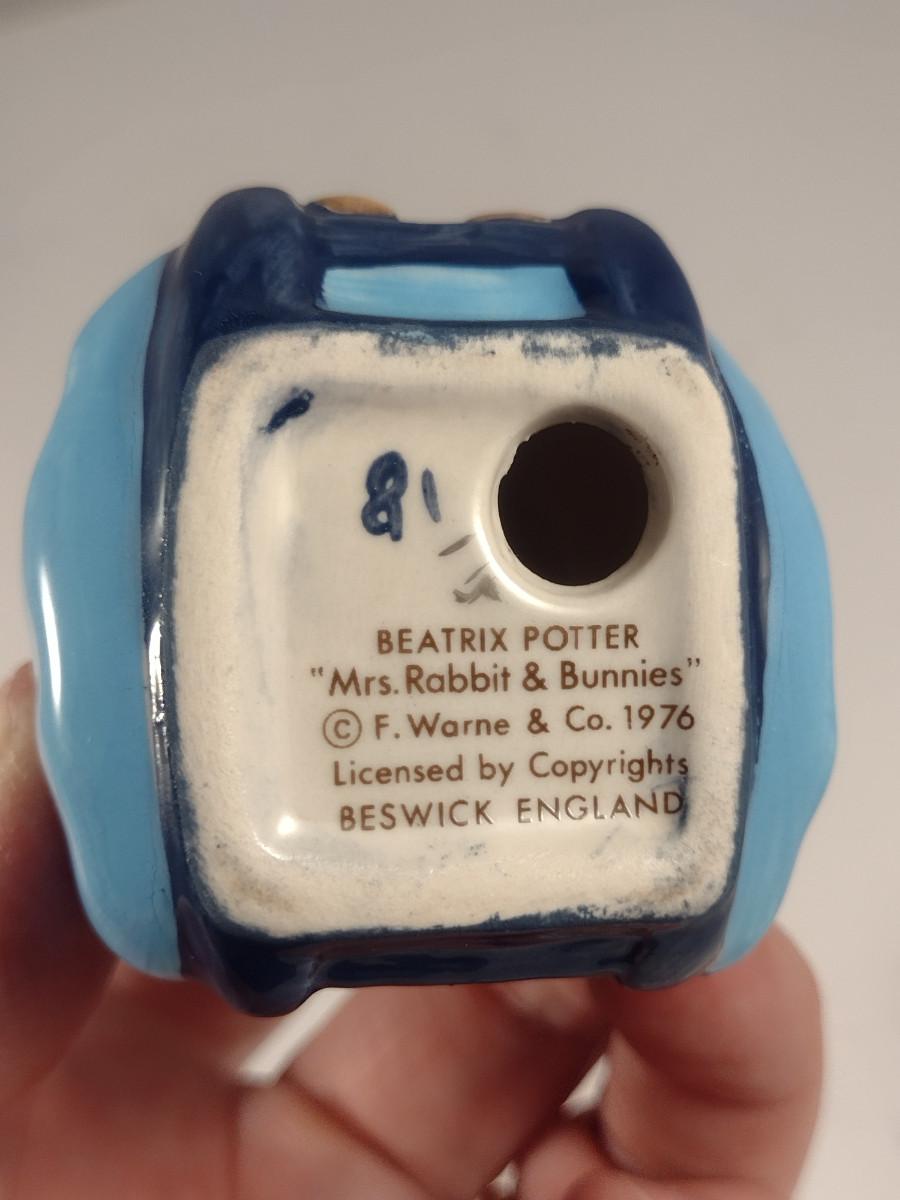 81
BEATRIX POTTER
"Mrs. Rabbit & Bunnies"
© F. Warne & Co. 1976
Licensed by Copyrights
BESWICK ENGLAND